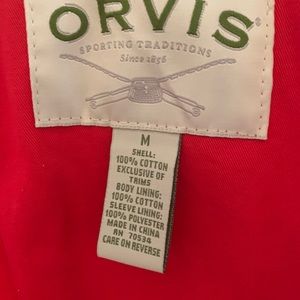 ORVIS
SPORTING TRADITIONS
Since 1856
M
SHELL:
100% COTTON
EXCLUSIVE OF
TRIMS
BODY LINING:
100% COTTON
SLEEVE LINING:
100% POLYESTER
MADE IN CHINA
RN 70534
CARE ON REVERSE